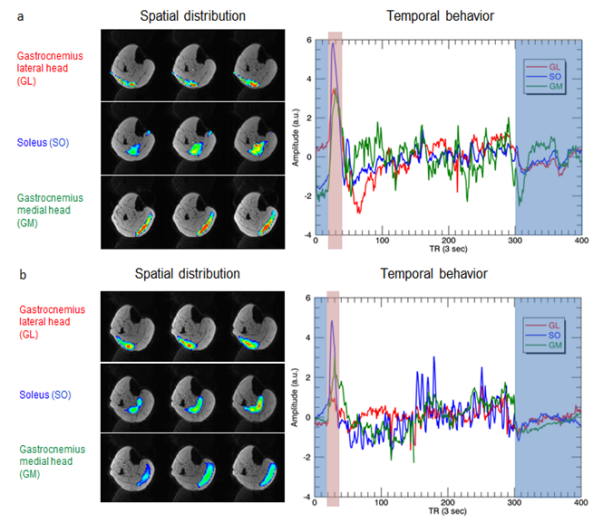 a
Spatial distribution
Temporal behavior
Gastrocnemius
lateral head
(GL)
Soleus (SO)
Gastrocnemius
medial head
(GM)
Amplitude (a.u.)
6
4
2
0
-2
-4
GL
SO
GM
0
100
200
300
400
TR (3 sec)
b
Spatial distribution
Temporal behavior
Gastrocnemius
lateral head
(GL)
Soleus (SO)
Gastrocnemius
medial head
(GM)
Amplitude (a.u.)
6
4
2
0
-2
-4
GL
SO
GM
0
100
200
300
400
TR (3 sec)